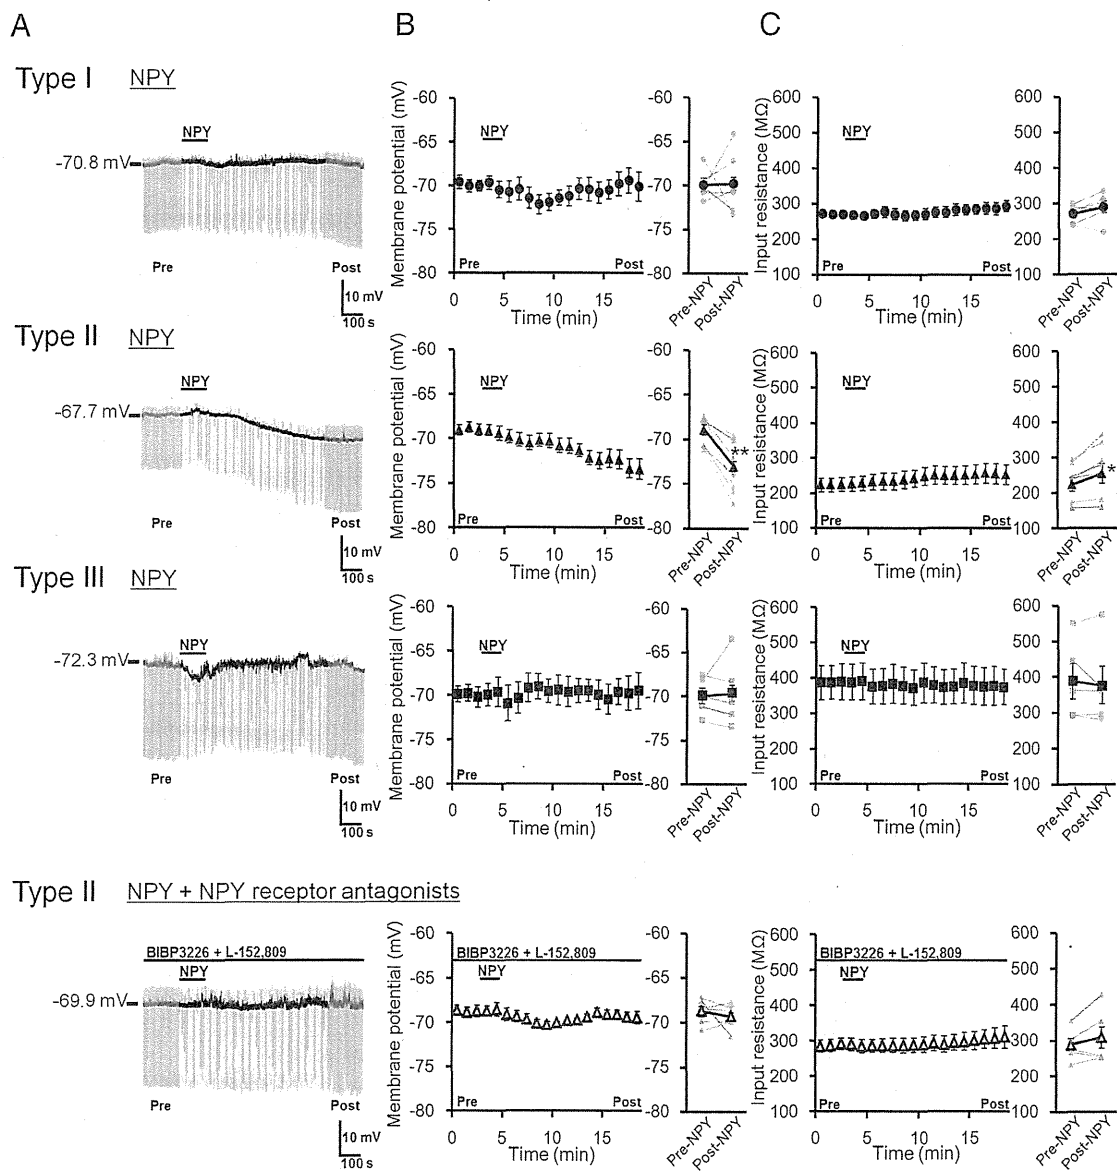 A
B
C
Type I NPY
NPY
-70.8 mV
Pre
Post
10 mV
100 s
Membrane potential (mV)
-60
-65
-70
-75
-80
NPY
Pre
Post
0
5
10
15
Time (min)
-60
-65
-70
-75
-80
Pre-NPY
Post-NPY
Input resistance (MΩ)
600
500
400
300
200
100
NPY
Pre
Post
0
5
10
15
Time (min)
600
500
400
300
200
100
Pre-NPY
Post-NPY
Type II NPY
NPY
-67.7 mV
Pre
Post
10 mV
100 s
Membrane potential (mV)
-60
-65
-70
-75
-80
NPY
Pre
Post
0
5
10
15
Time (min)
-60
-65
-70
-75
-80
**
Pre-NPY
Post-NPY
Input resistance (MΩ)
600
500
400
300
200
100
NPY
Pre
Post
0
5
10
15
Time (min)
600
500
400
300
200
100
*
Pre-NPY
Post-NPY
Type III NPY
NPY
-72.3 mV
Pre
Post
10 mV
100 s
Membrane potential (mV)
-60
-65
-70
-75
-80
NPY
Pre
Post
0
5
10
15
Time (min)
-60
-65
-70
-75
-80
Pre-NPY
Post-NPY
Input resistance (MΩ)
600
500
400
300
200
100
NPY
Pre
Post
0
5
10
15
Time (min)
600
500
400
300
200
100
Pre-NPY
Post-NPY
Type II NPY + NPY receptor antagonists
BIBP3226 + L-152,809
NPY
-69.9 mV
Pre
Post
10 mV
100 s
Membrane potential (mV)
-60
-65
-70
-75
-80
BIBP3226 + L-152,809
NPY
Pre
Post
0
5
10
15
Time (min)
-60
-65
-70
-75
-80
Pre-NPY
Post-NPY
Input resistance (MΩ)
600
500
400
300
200
100
BIBP3226 + L-152,809
NPY
Pre
Post
0
5
10
15
Time (min)
600
500
400
300
200
100
Pre-NPY
Post-NPY